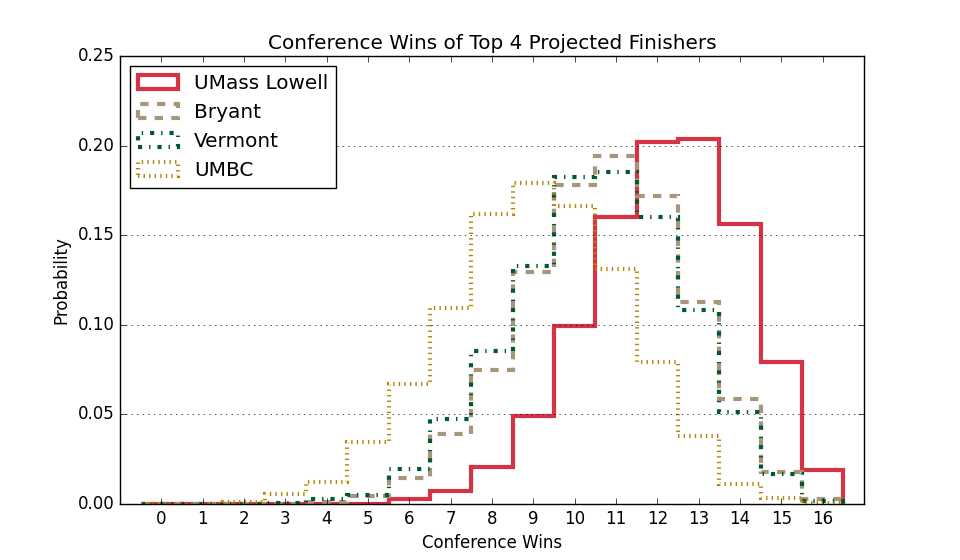 Conference Wins of Top 4 Projected Finishers
0.25
0.20
0.15
0.10
0.05
0.00
Probability
UMass Lowell
Bryant
Vermont
UMBC
0 1 2 3 4 5 6 7 8 9 10 11 12 13 14 15 16
Conference Wins